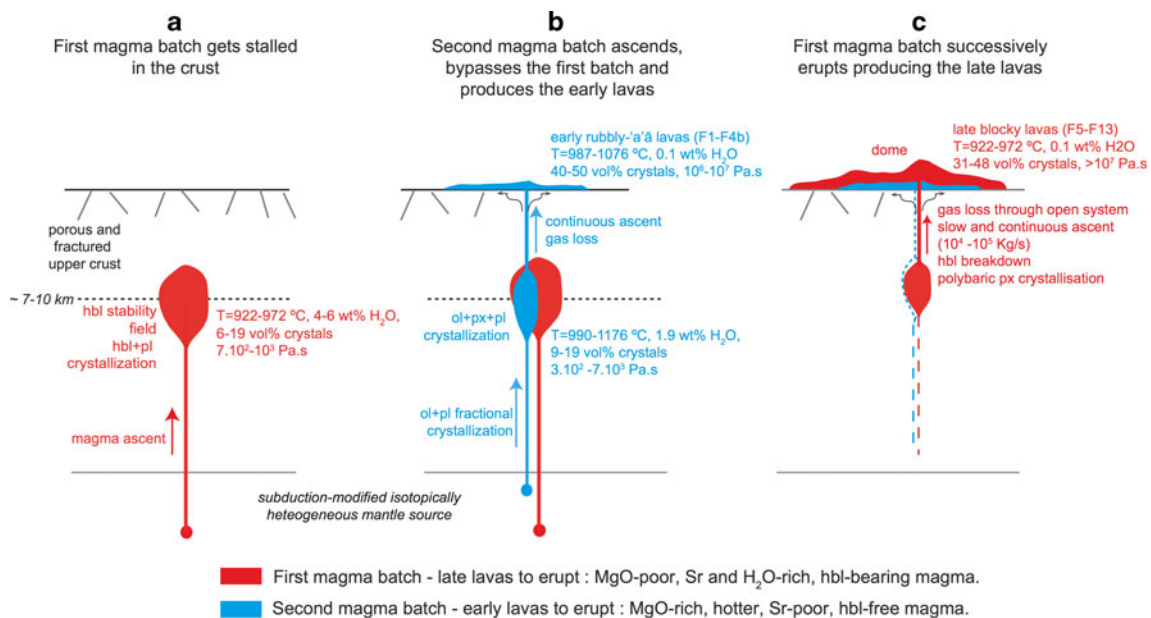 a
First magma batch gets stalled
in the crust
b
Second magma batch ascends,
bypasses the first batch and
produces the early lavas
c
First magma batch successively
erupts producing the late lavas
porous and
fractured
upper crust
~ 7-10 km
hbl stability
field
hbl+pl
crystallization
T=922-972 ºC, 4-6 wt% H₂O,
6-19 vol% crystals
7.10²-10³ Pa.s
magma ascent
early rubbly-'a'ā lavas (F1-F4b)
T=987-1076 ºC, 0.1 wt% H₂O
40-50 vol% crystals, 10⁶-10⁷ Pa.s
continuous ascent
gas loss
ol+px+pl
crystallization
T=990-1176 ºC, 1.9 wt% H₂O,
9-19 vol% crystals
3.10² -7.10³ Pa.s
ol+pl fractional
crystallization
subduction-modified isotopically
heteogeneous mantle source
late blocky lavas (F5-F13)
T=922-972 ºC, 0.1 wt% H2O
31-48 vol% crystals, >10⁷ Pa.s
dome
gas loss through open system
slow and continuous ascent
(10⁴ -10⁵ Kg/s)
hbl breakdown
polybaric px crystallisation
First magma batch - late lavas to erupt : MgO-poor, Sr and H₂O-rich, hbl-bearing magma.
Second magma batch - early lavas to erupt : MgO-rich, hotter, Sr-poor, hbl-free magma.